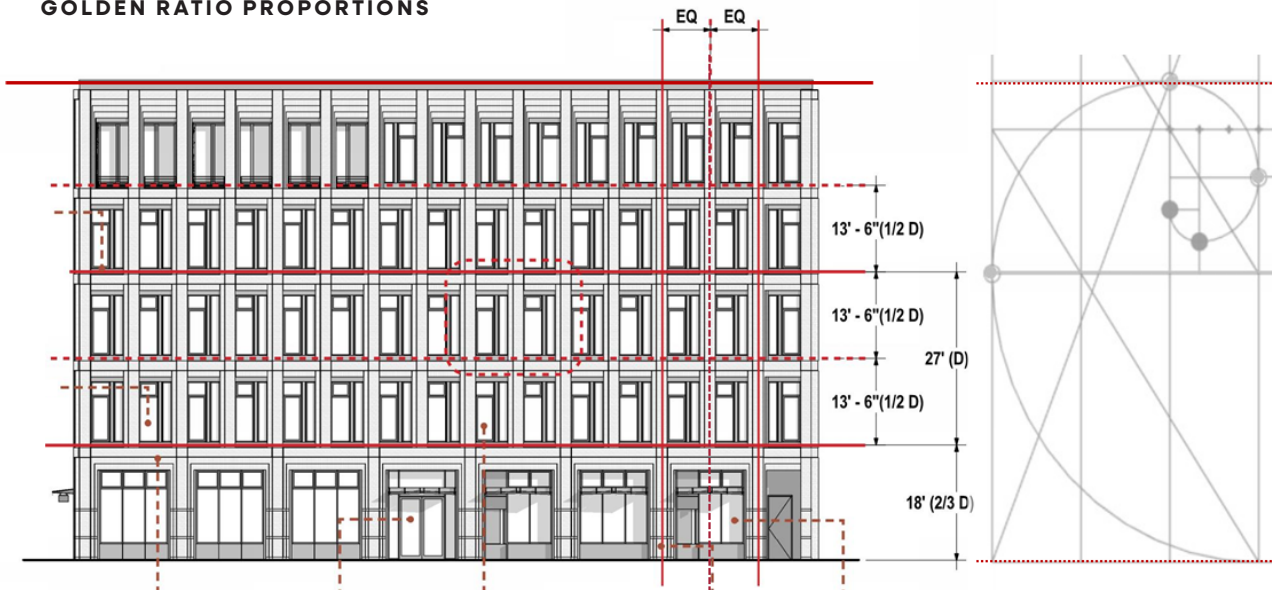 GOLDEN RATIO PROPORTIONS
EQ EQ
13' - 6"(1/2 D)
13' - 6"(1/2 D)
27' (D)
13' - 6"(1/2 D)
18' (2/3 D)